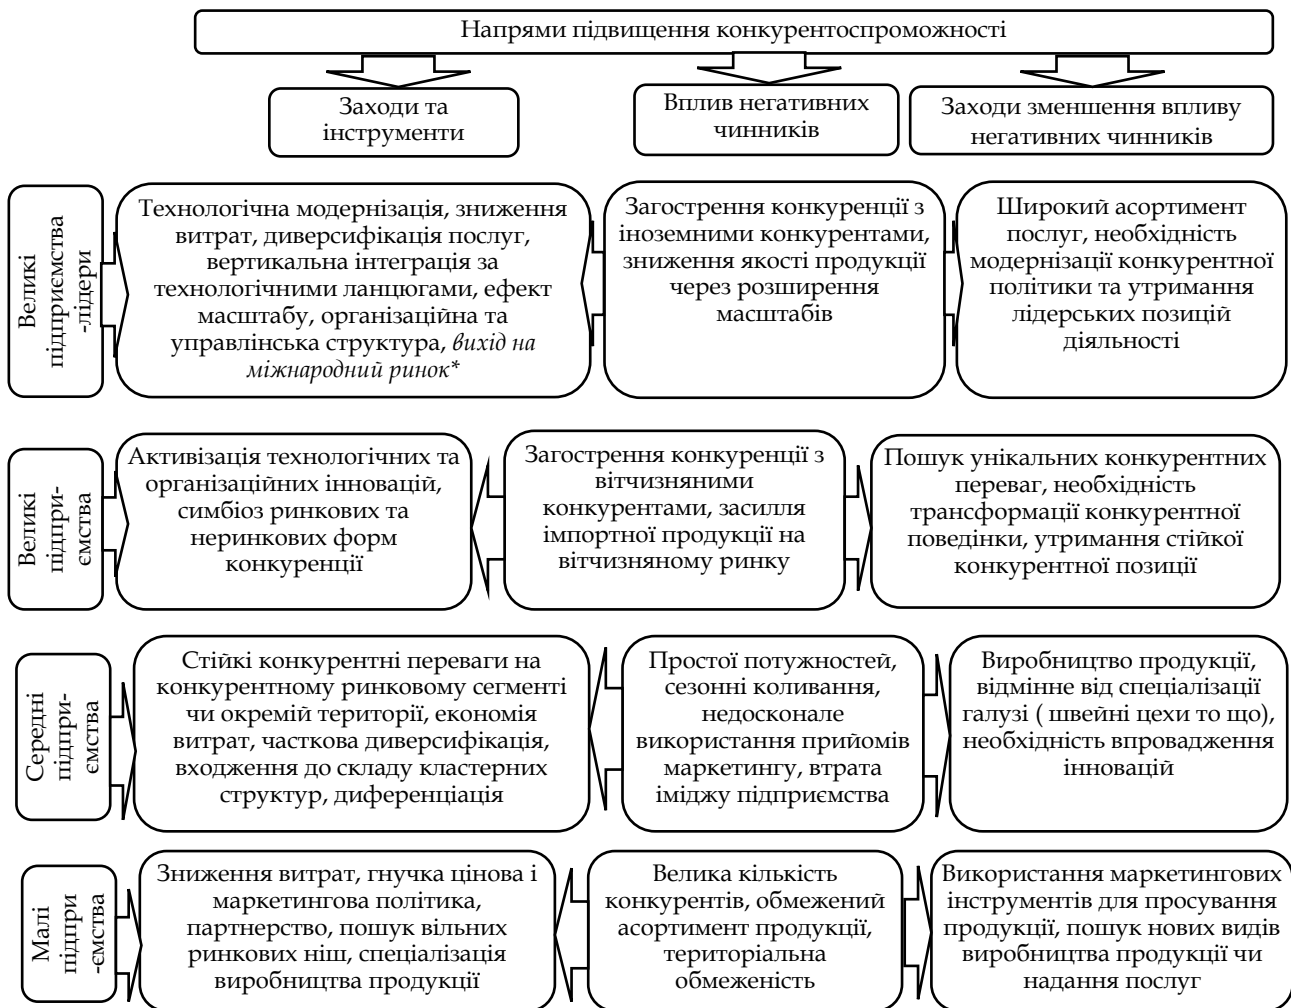 Напрями підвищення конкурентоспроможності
Заходи та
інструменти
Вплив негативних
чинників
Заходи зменшення впливу
негативних чинників
Великі
підприємства
-лідери
Технологічна модернізація, зниження
витрат, диверсифікація послуг,
вертикальна інтеграція за
технологічними ланцюгами, ефект
масштабу, організаційна та
управлінська структура, вихід на
міжнародний ринок*
Загострення конкуренції з
іноземними конкурентами,
зниження якості продукції
через розширення
масштабів
Широкий асортимент
послуг, необхідність
модернізації конкурентної
політики та утримання
лідерських позицій
діяльності
Великі
підпри-
ємства
Активізація технологічних та
організаційних інновацій,
симбіоз ринкових та
неринкових форм
конкуренції
Загострення конкуренції з
вітчизняними
конкурентами, засилля
імпортної продукції на
вітчизняному ринку
Пошук унікальних конкурентних
переваг, необхідність
трансформації конкурентної
поведінки, утримання стійкої
конкурентної позиції
Середні
підпри-
ємства
Стійкі конкурентні переваги на
конкурентному ринковому сегменті
чи окремій території, економія
витрат, часткова диверсифікація,
входження до складу кластерних
структур, диференціація
Простої потужностей,
сезонні коливання,
недосконале
використання прийомів
маркетингу, втрата
іміджу підприємства
Виробництво продукції,
відмінне від спеціалізації
галузі ( швейні цехи то що),
необхідність впровадження
інновацій
Малі
підпри
-ємства
Зниження витрат, гнучка цінова і
маркетингова політика,
партнерство, пошук вільних
ринкових ніш, спеціалізація
виробництва продукції
Велика кількість
конкурентів, обмежений
асортимент продукції,
територіальна
обмеженість
Використання маркетингових
інструментів для просування
продукції, пошук нових видів
виробництва продукції чи
надання послуг